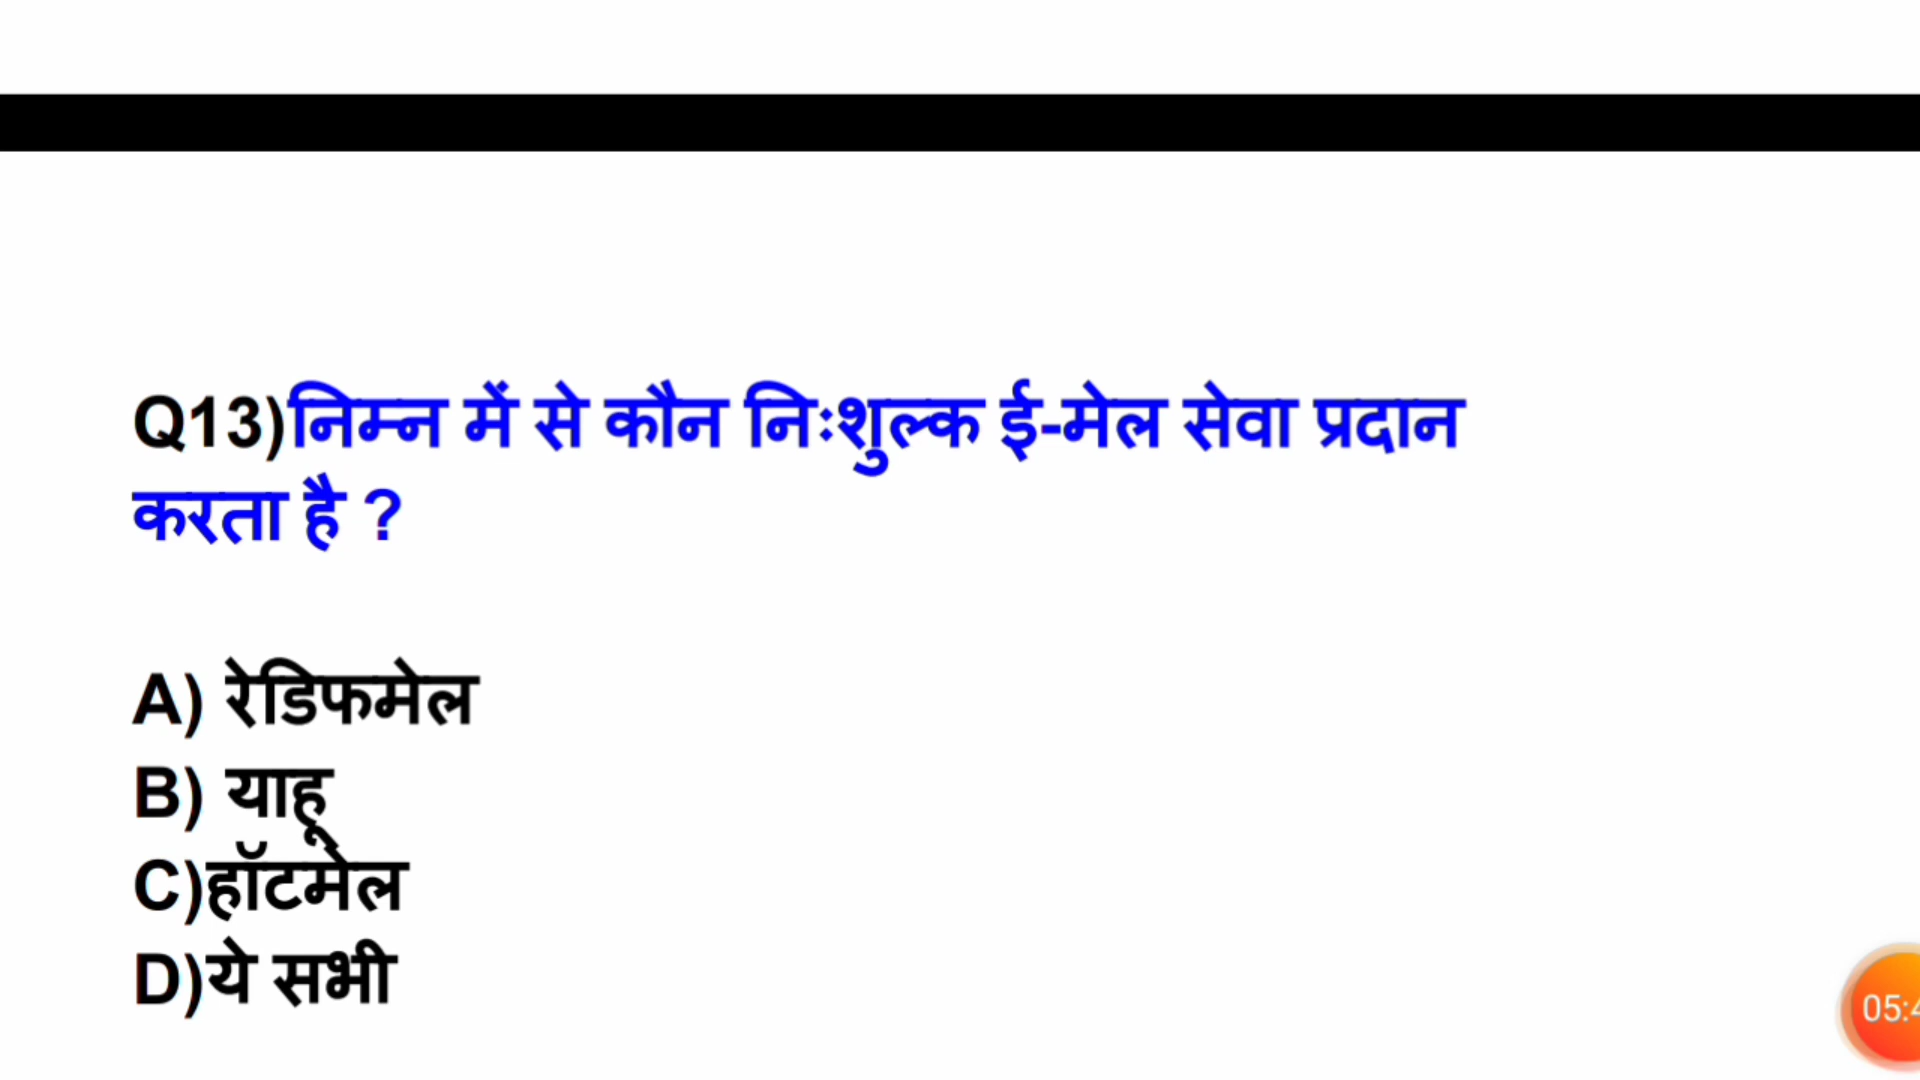 Q13)निम्न में से कौन निःशुल्क ई-मेल सेवा प्रदान
करता है ?
A) रेडिफमेल
B) याहू
C)हॉटमेल
D)ये सभी
05:4